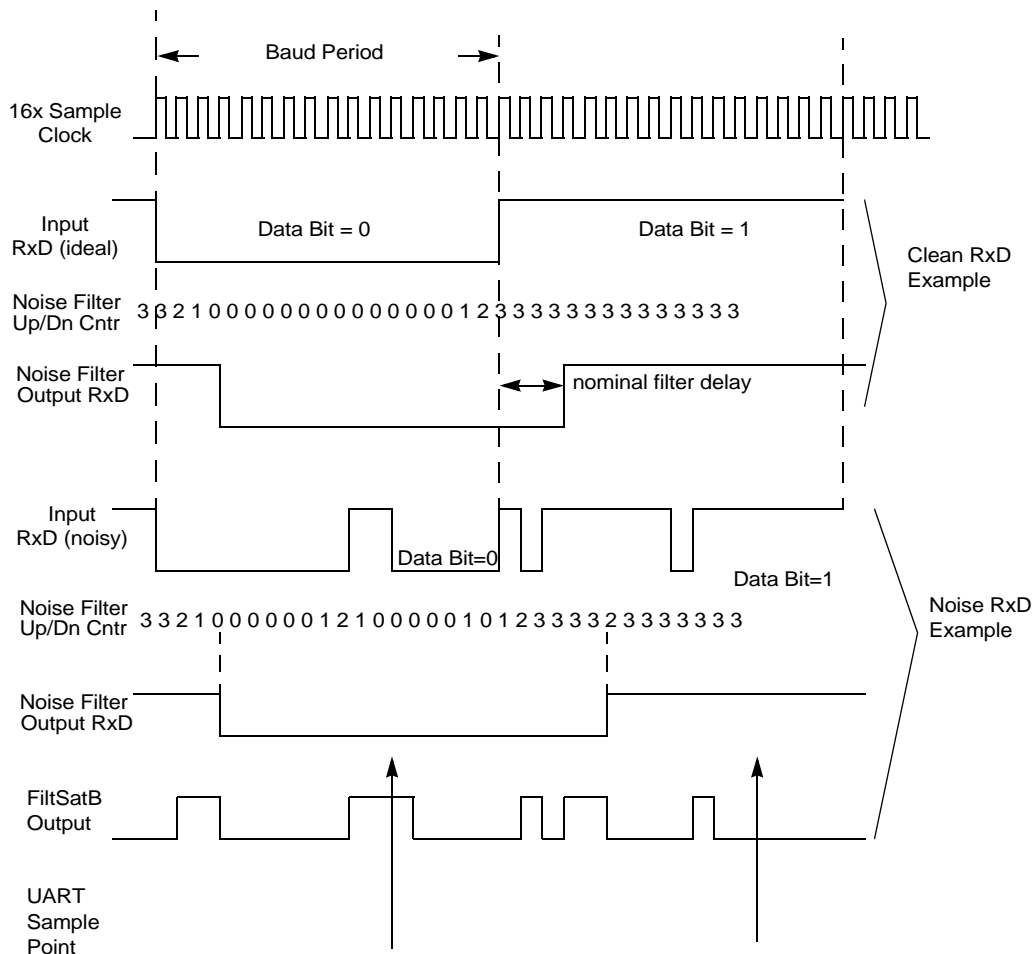 Baud Period
16x Sample
Clock
Input
RxD (ideal)
Data Bit = 0
Data Bit = 1
Clean RxD
Example
Noise Filter
Up/Dn Cntr
3 3 2 1 0 0 0 0 0 0 0 0 0 0 0 0 0 0 1 2 3 3 3 3 3 3 3 3 3 3 3 3 3 3
Noise Filter
Output RxD
nominal filter delay
Input
RxD (noisy)
Data Bit=0
Data Bit=1
Noise Filter
Up/Dn Cntr
3 3 2 1 0 0 0 0 0 0 1 2 1 0 0 0 0 0 1 0 1 2 3 3 3 3 2 3 3 3 3 3 3 3
Noise RxD
Example
Noise Filter
Output RxD
FiltSatB
Output
UART
Sample
Point